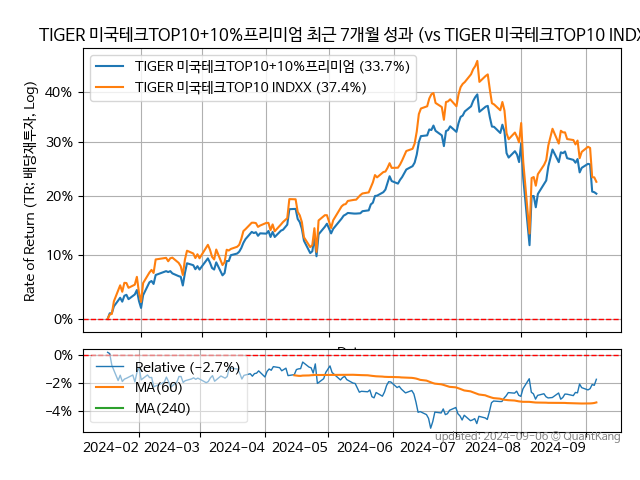 TIGER 미국테크TOP10+10%프리미엄 최근 7개월 성과 (vs TIGER 미국테크TOP10 INDX
TIGER 미국테크TOP10+10%프리미엄 (33.7%)
TIGER 미국테크TOP10 INDXX (37.4%)
Rate of Return (TR: 배당재투자, Log)
40%
30%
20%
10%
0%
0%
−2%
−4%
Relative (−2.7%)
MA(60)
MA(240)
2024−02 2024−03 2024−04 2024−05 2024−06 2024−07 2024−08 2024−09
updated: 2024−09−06 © QuantKang